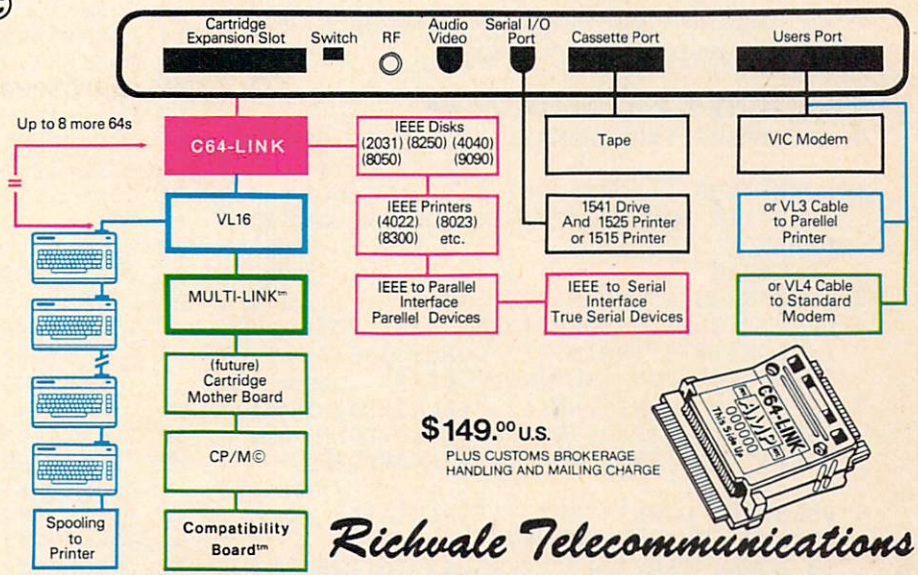 ©
Cartridge
Expansion Slot
Switch
RF
Audio
Video
Serial I/O
Port
Cassette Port
Users Port
Up to 8 more 64s
C64-LINK
IEEE Disks
(2031) (8250) (4040)
(8050) (9090)
Tape
VIC Modem
VL16
IEEE Printers
(4022) (8023)
(8300) etc.
1541 Drive
And 1525 Printer
or 1515 Printer
or VL3 Cable
to Parellel
Printer
MULTI-LINK™
IEEE to Parallel
Interface
Parellel Devices
IEEE to Serial
Interface
True Serial Devices
or VL4 Cable
to Standard
Modem
(future)
Cartridge
Mother Board
CP/M©
Spooling
to
Printer
Compatibility
Board™
$149.00 U.S.
PLUS CUSTOMS BROKERAGE
HANDLING AND MAILING CHARGE
C64-LINK
000000
This Side Up
Richvale Telecommunications